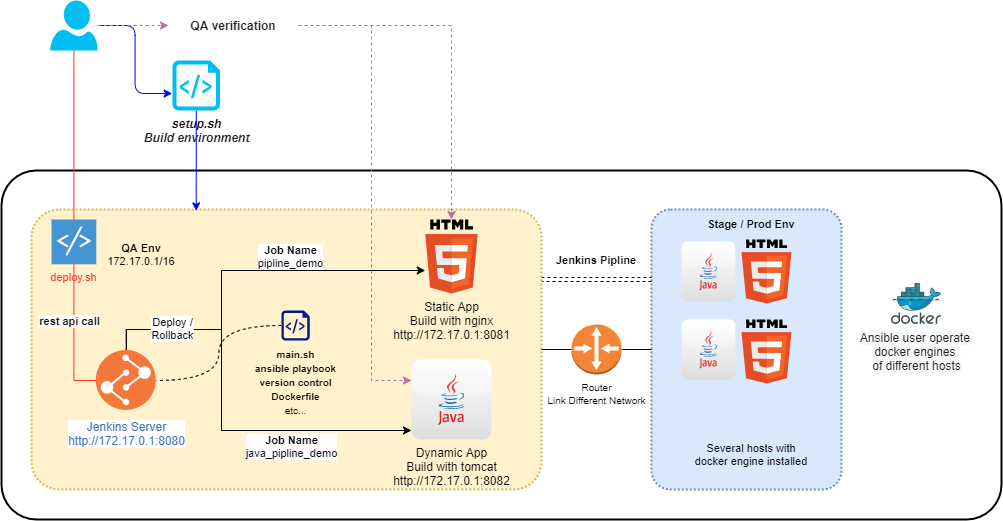 QA verification
setup.sh
Build environment
QA Env
172.17.0.1/16
deploy.sh
rest api call
Deploy /
Rollback
Job Name
pipline_demo
main.sh
ansible playbook
version control
Dockerfile
etc...
Jenkins Server
http://172.17.0.1:8080
Job Name
java_pipline_demo
HTML
5
Static App
Build with nginx
http://172.17.0.1:8081
Java
Dynamic App
Build with tomcat
http://172.17.0.1:8082
Jenkins Pipline
Router
Link Different Network
Stage / Prod Env
Java
HTML
5
Java
HTML
5
Several hosts with
docker engine installed
docker
Ansible user operate
docker engines
of different hosts